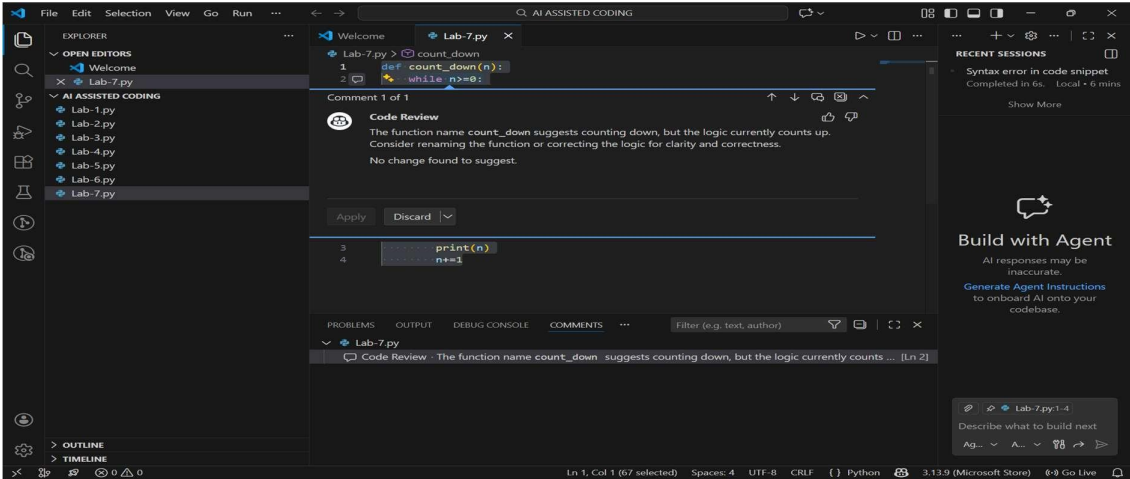 File Edit Selection View Go Run ... AI ASSISTED CODING
EXPLORER ...
OPEN EDITORS
Welcome
Lab-7.py
AI ASSISTED CODING
Lab-1.py
Lab-2.py
Lab-3.py
Lab-4.py
Lab-5.py
Lab-6.py
Lab-7.py
OUTLINE
TIMELINE
Welcome Lab-7.py
Lab-7.py > count_down
1 def count_down(n):
2 while n>=0:
Comment 1 of 1
Code Review
The function name count_down suggests counting down, but the logic currently counts up.
Consider renaming the function or correcting the logic for clarity and correctness.
No change found to suggest.
Apply Discard
3 print(n)
4 n+=1
PROBLEMS OUTPUT DEBUG CONSOLE COMMENTS ... Filter (e.g. text, author)
Lab-7.py
Code Review · The function name count_down suggests counting down, but the logic currently counts ... [Ln 2]
RECENT SESSIONS
Syntax error in code snippet
Completed in 6s. Local • 6 mins
Show More
Build with Agent
AI responses may be
inaccurate.
Generate Agent Instructions
to onboard AI onto your
codebase.
Lab-7.py:1-4
Describe what to build next
Ag... A...
0 0 Ln 1, Col 1 (67 selected) Spaces: 4 UTF-8 CRLF {} Python 3.13.9 (Microsoft Store) Go Live